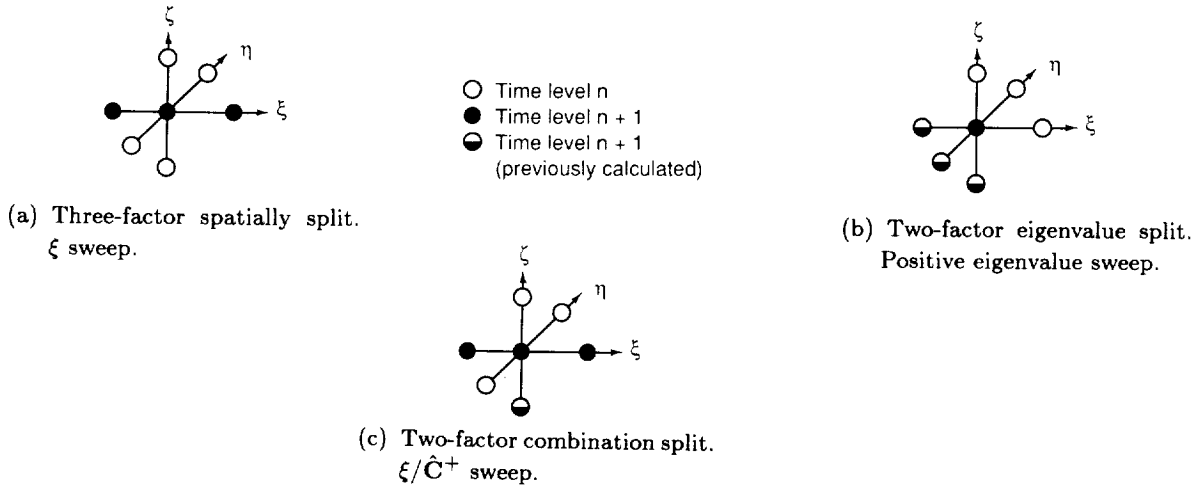 ζ
η
ξ
(a) Three-factor spatially split.
ξ sweep.
Time level n
Time level n + 1
Time level n + 1
(previously calculated)
ζ
η
ξ
(b) Two-factor eigenvalue split.
Positive eigenvalue sweep.
ζ
η
ξ
(c) Two-factor combination split.
ξ/Ĉ⁺ sweep.